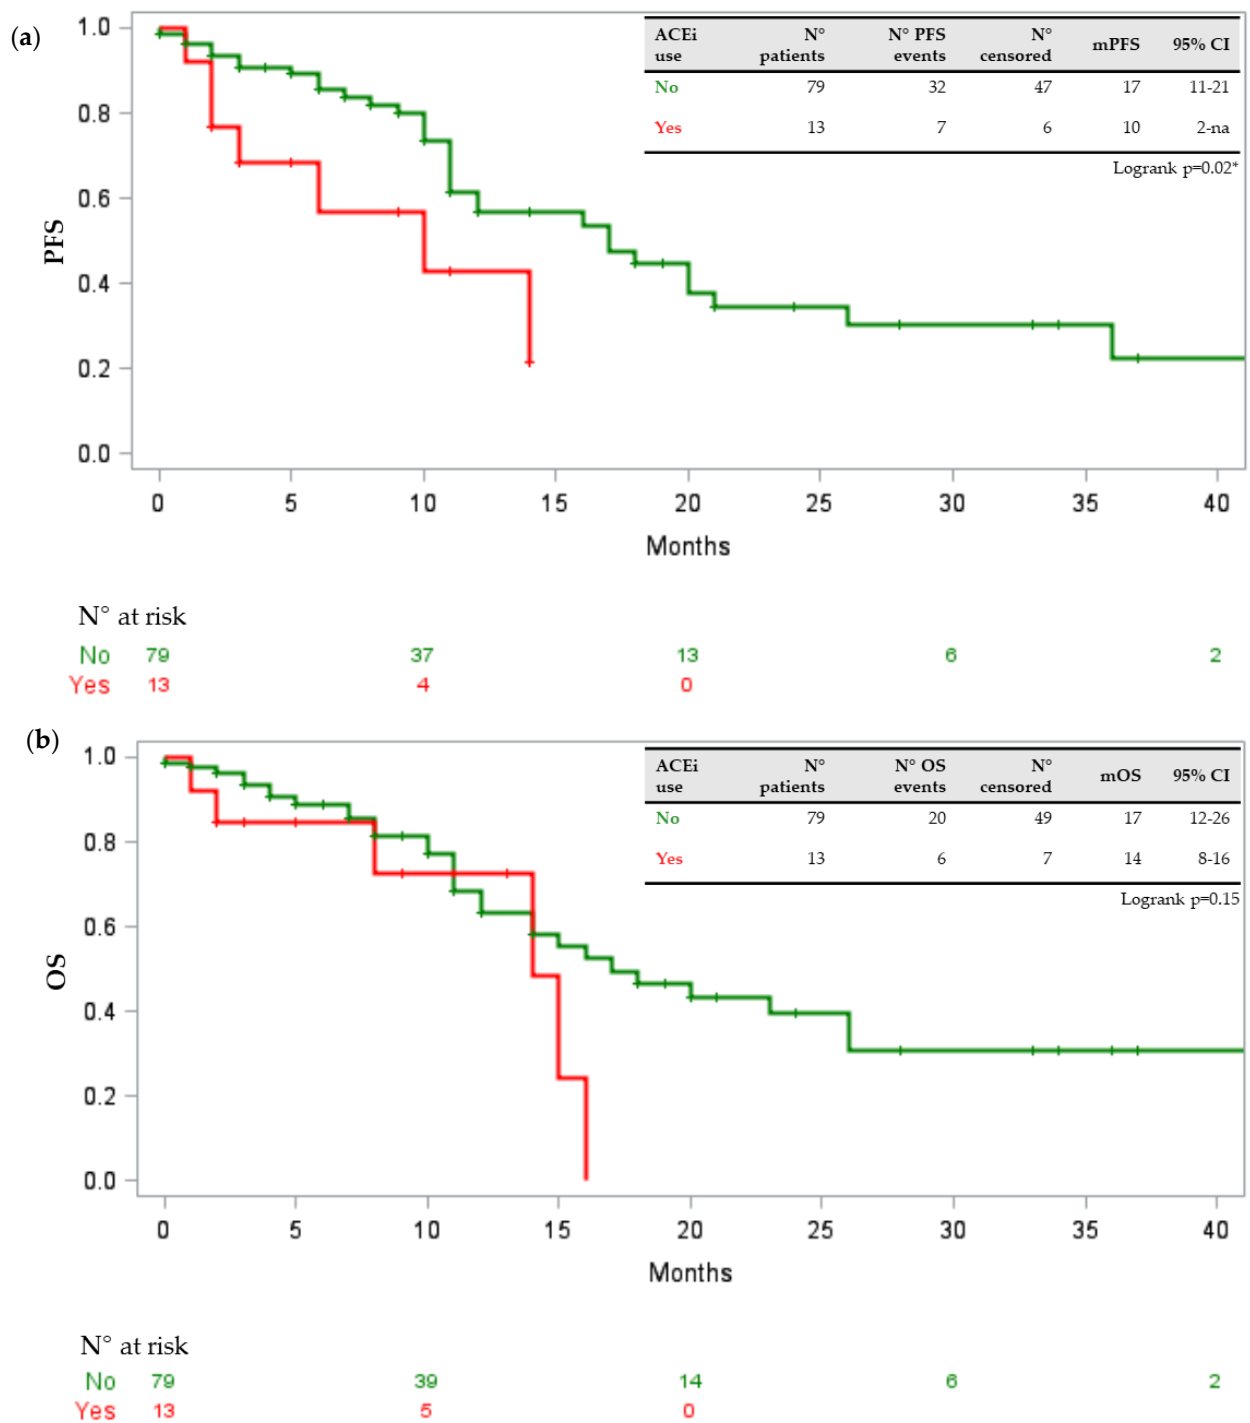 (a)
ACEi use N° patients N° PFS events N° censored mPFS 95% CI
No 79 32 47 17 11-21
Yes 13 7 6 10 2-na
Logrank p=0.02*
PFS
1.0
0.8
0.6
0.4
0.2
0.0
0 5 10 15 20 25 30 35 40
Months
N° at risk
No 79 37 13 6 2
Yes 13 4 0
(b)
ACEi use N° patients N° OS events N° censored mOS 95% CI
No 79 20 49 17 12-26
Yes 13 6 7 14 8-16
Logrank p=0.15
OS
1.0
0.8
0.6
0.4
0.2
0.0
0 5 10 15 20 25 30 35 40
Months
N° at risk
No 79 39 14 6 2
Yes 13 5 0